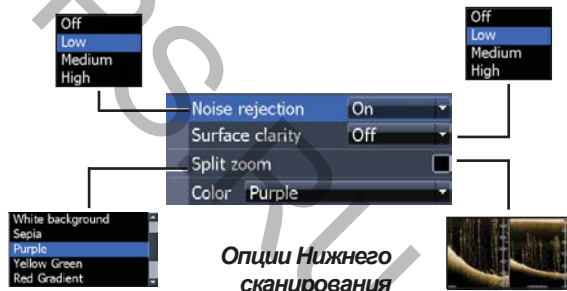 Off
Low
Medium
High
Off
Low
Medium
High
Noise rejection On
Surface clarity Off
Split zoom
Color Purple
White background
Sepia
Purple
Yellow Green
Red Gradient
Опции Нижнего
сканирования